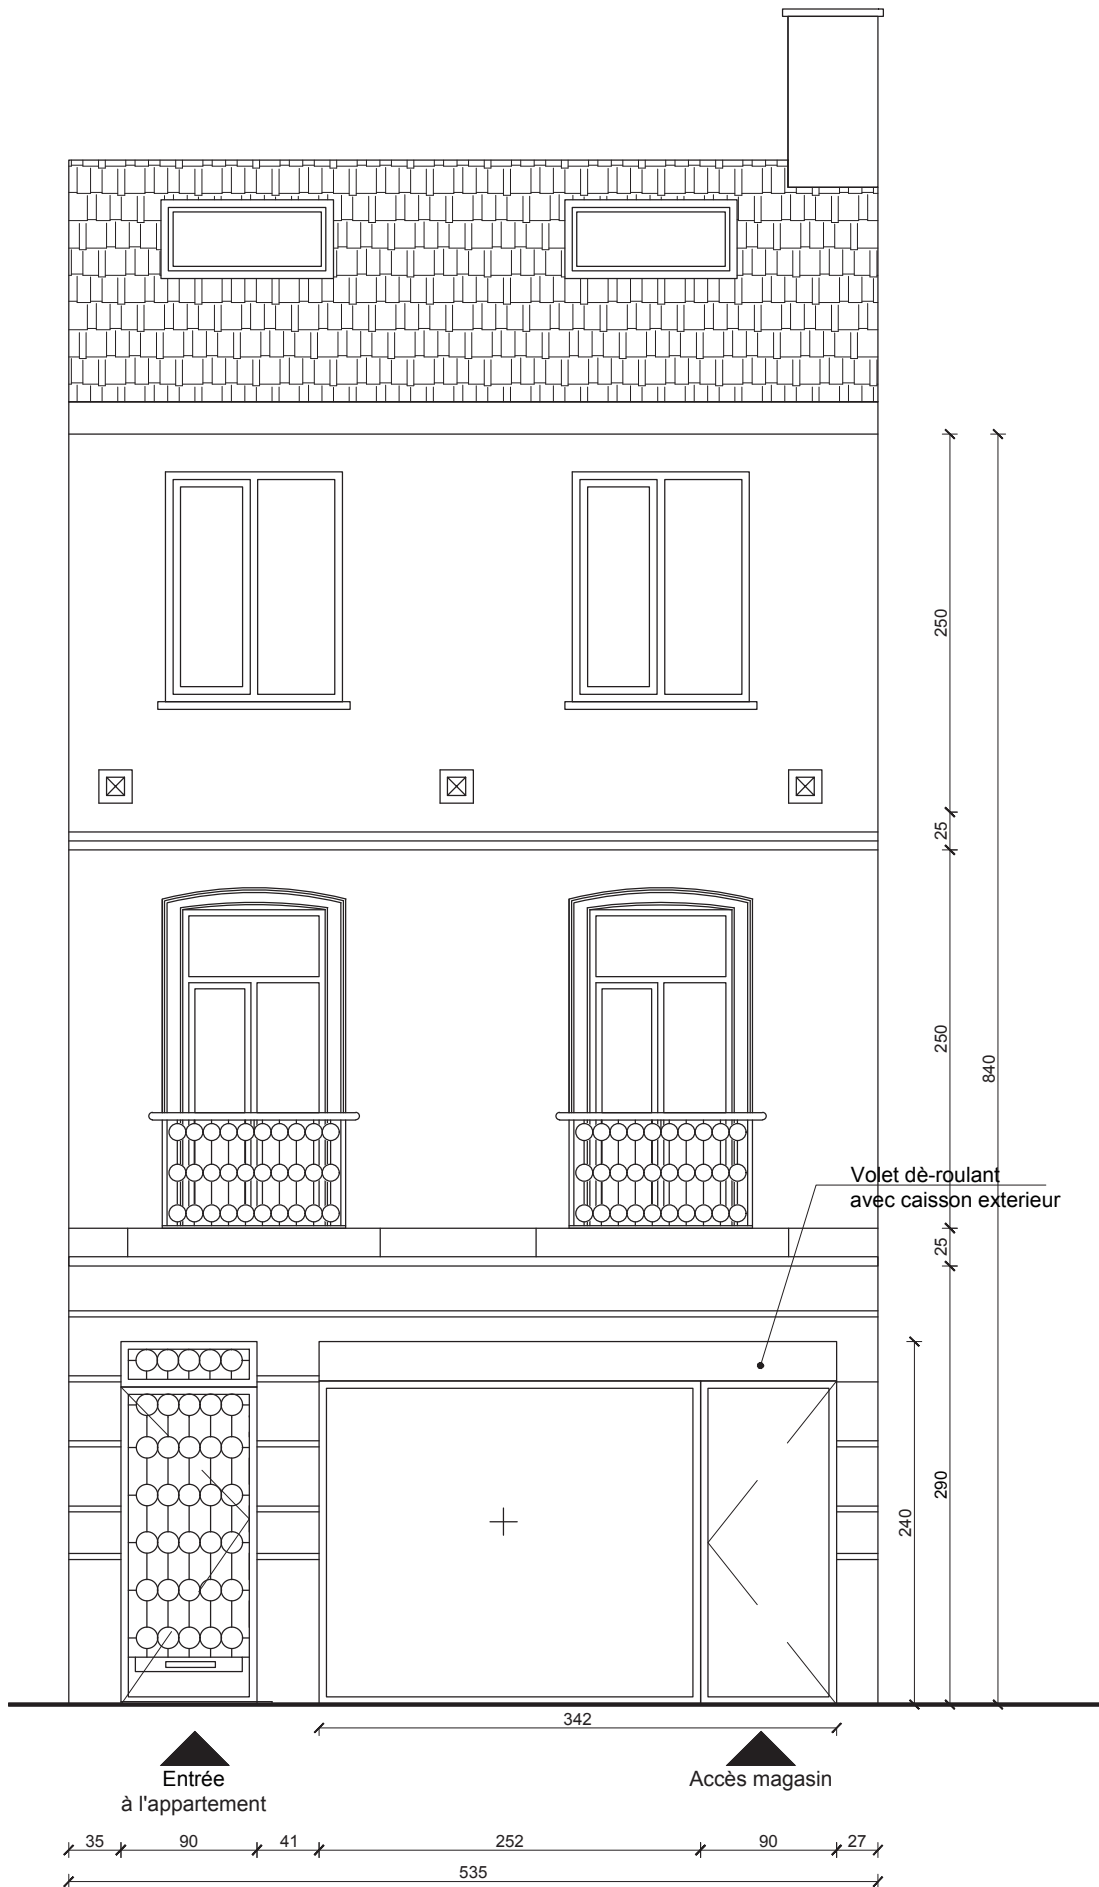 250
25
250
840
Volet dè-roulant
avec caisson exterieur
25
290
240
342
Entrée
à l'appartement
Accès magasin
35 90 41 252 90 27
535